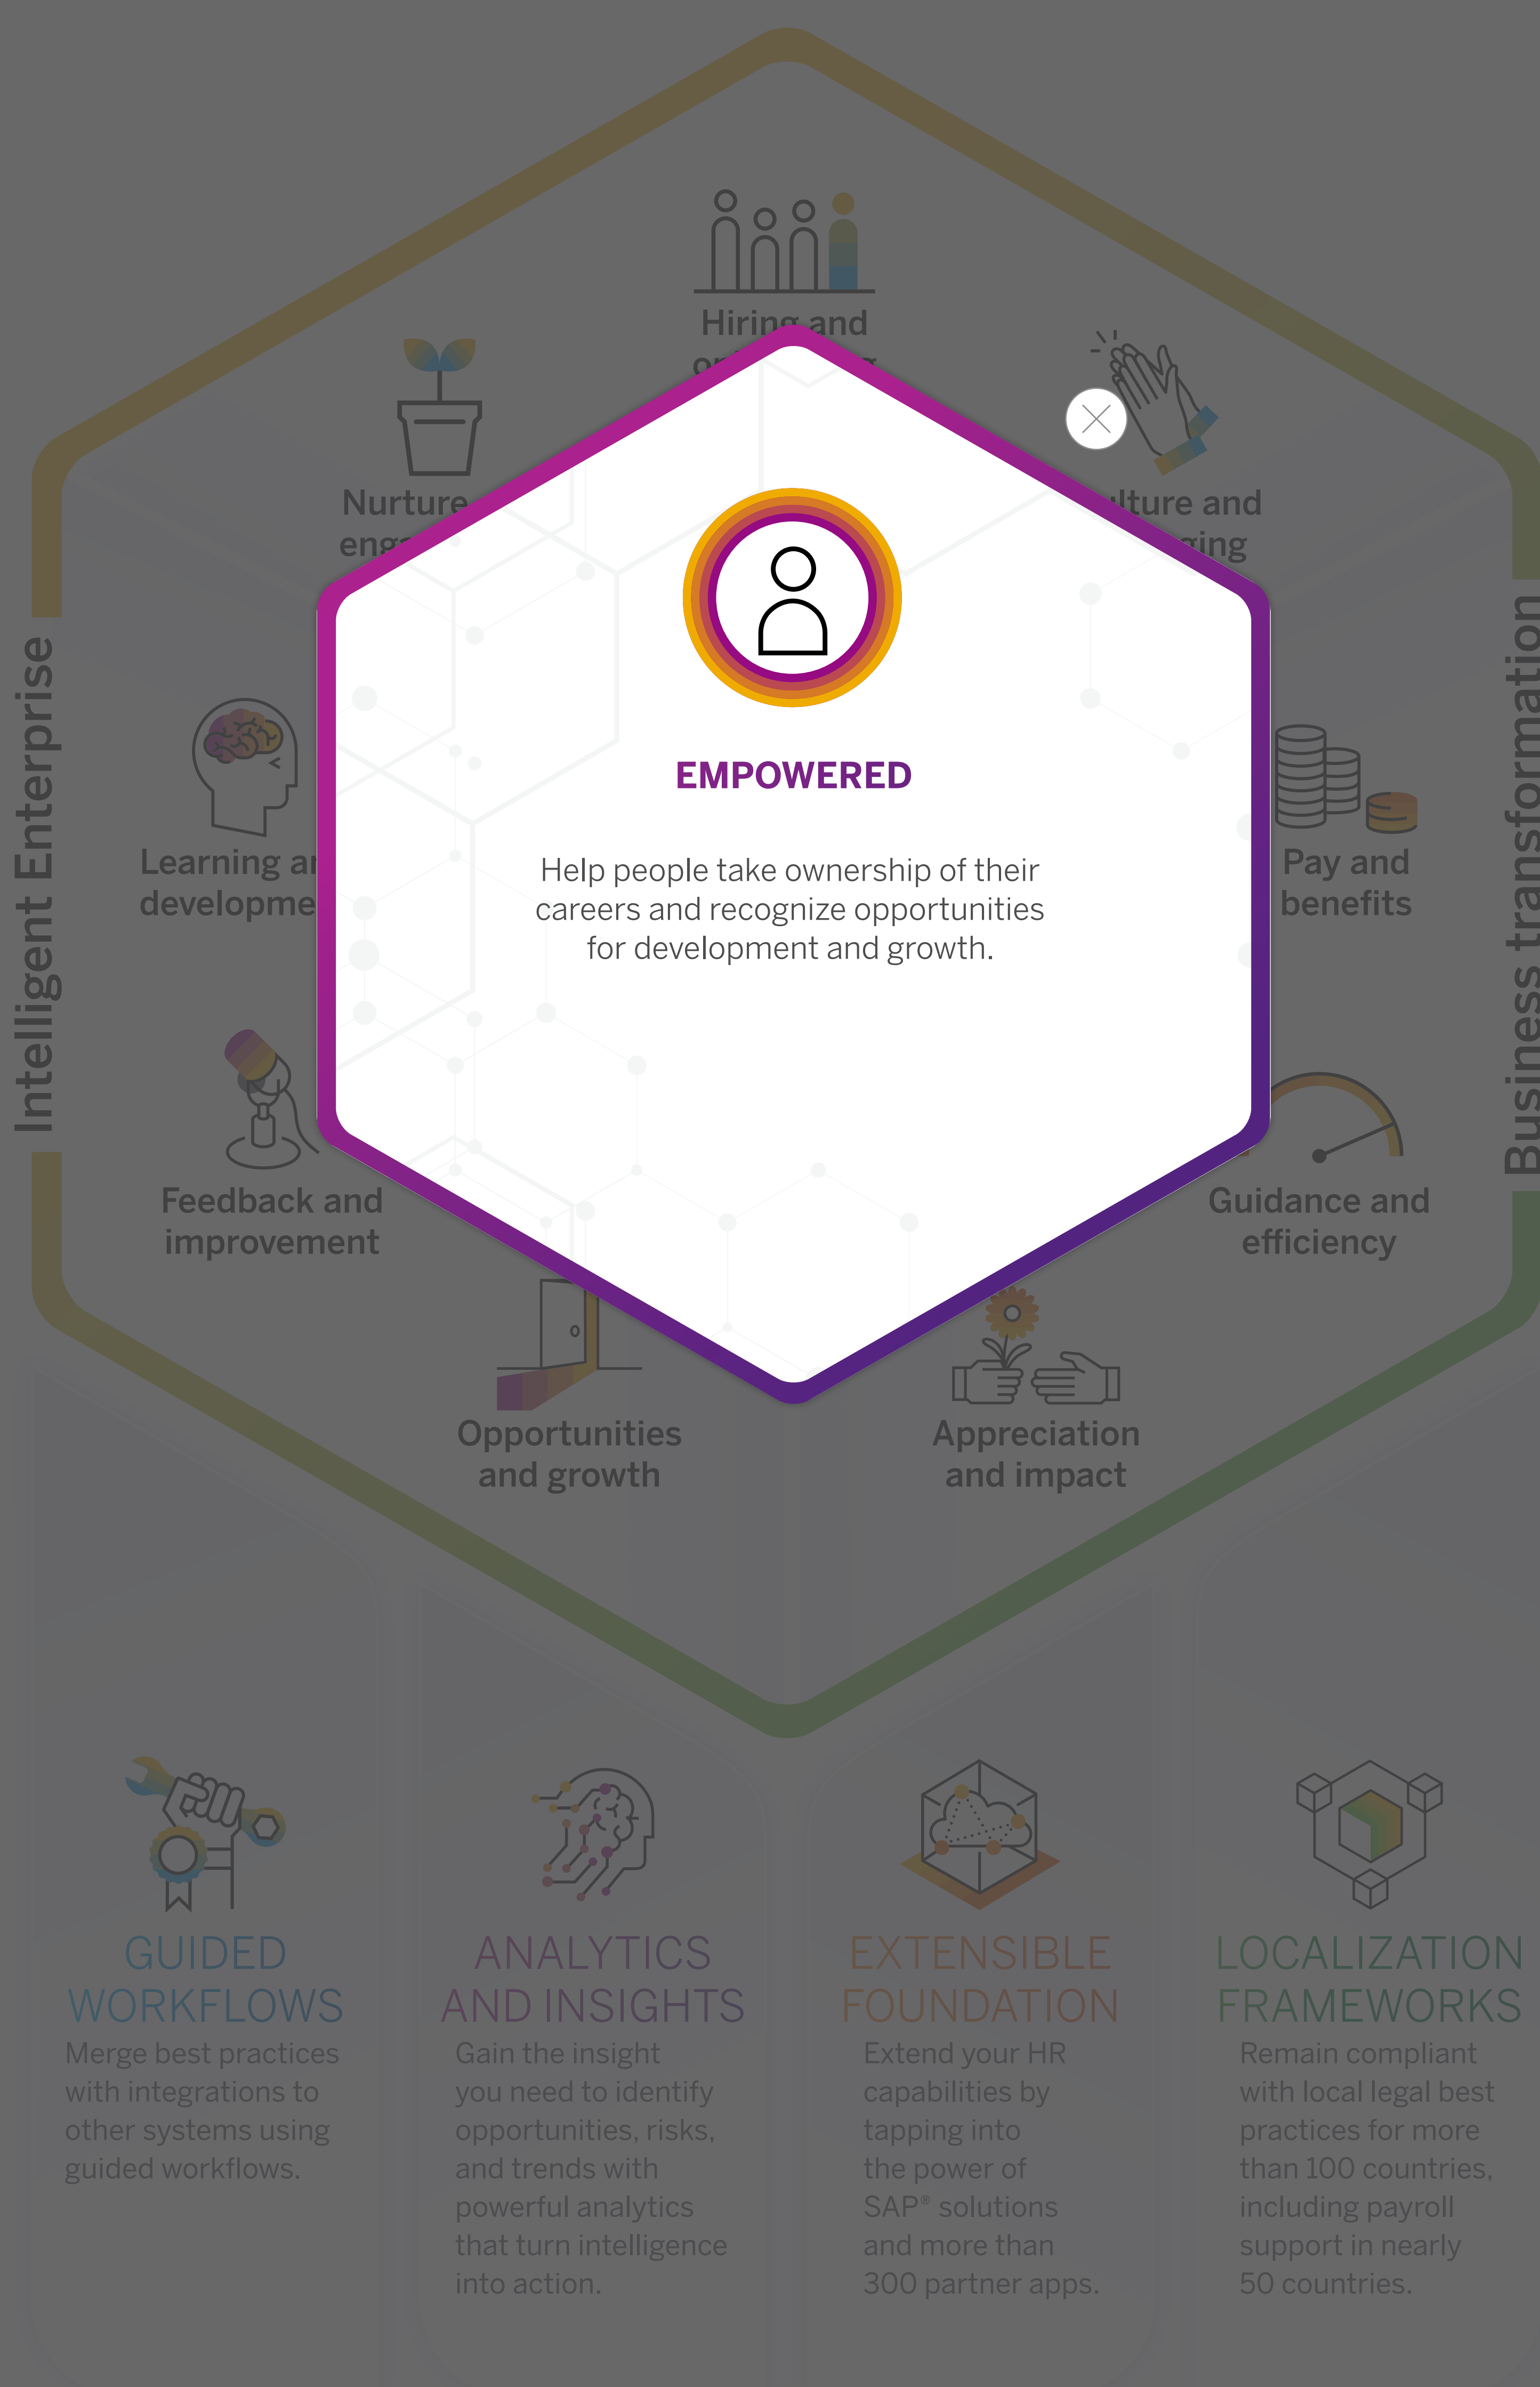 Hiring and
Nurture
Culture and
EMPOWERED
Help people take ownership of their
careers and recognize opportunities
for development and growth.
Intelligent Enterprise
Business transformation
Learning
Pay and
benefits
Feedback and
improvement
Guidance and
efficiency
Opportunities
and growth
Appreciation
and impact
GUIDED
WORKFLOWS
Merge best practices
with integrations to
other systems using
guided workflows.
ANALYTICS
AND INSIGHTS
Gain the insight
you need to identify
opportunities, risks,
and trends with
powerful analytics
that turn intelligence
into action.
EXTENSIBLE
FOUNDATION
Extend your HR
capabilities by
tapping into
the power of
SAP® solutions
and more than
300 partner apps.
LOCALIZATION
FRAMEWORKS
Remain compliant
with local legal best
practices for more
than 100 countries,
including payroll
support in nearly
50 countries.